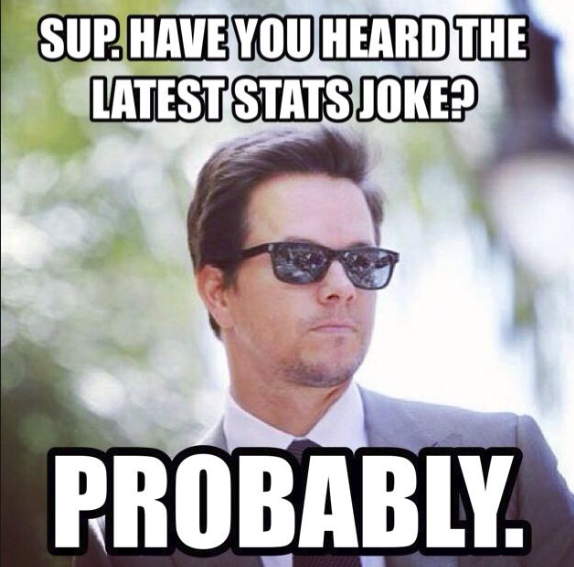 SUP. HAVE YOU HEARD THE
LATEST STATS JOKE?
PROBABLY.